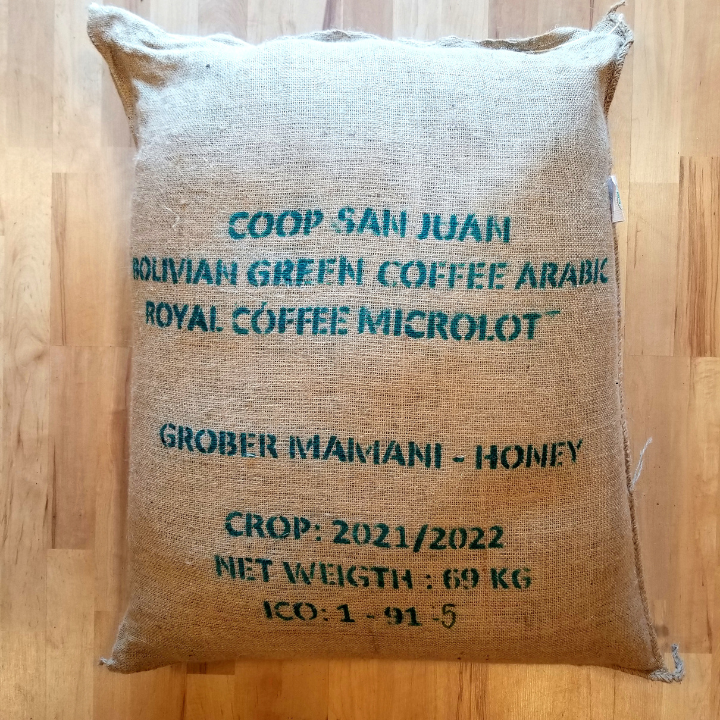 COOP SAN JUAN
BOLIVIAN GREEN COFFEE ARABIC
ROYAL COFFEE MICROLOT
GROBER MAMANI - HONEY
CROP: 2021/2022
NET WEIGTH : 69 KG
ICO: 1 - 91 -5